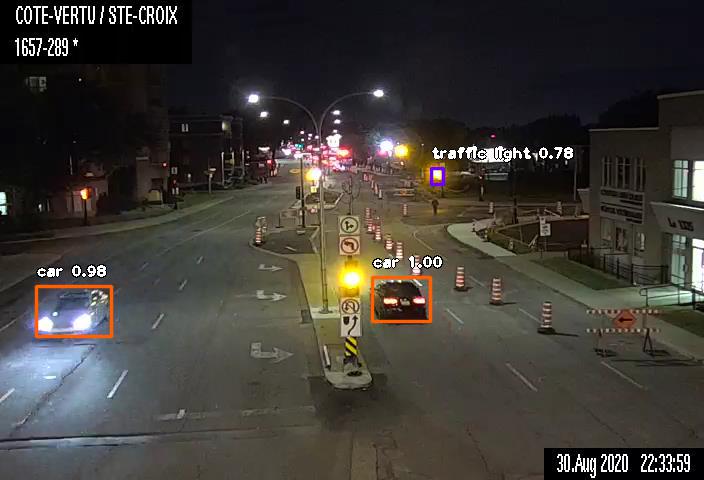 COTE-VERTU / STE-CROIX
1657-289 *
traffic light 0.78
car 0.98
car 1.00
30.Aug 2020 22:33:59